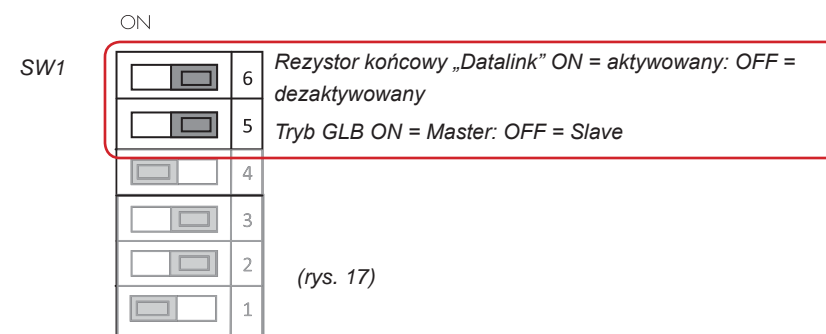 ON
SW1
6
Rezystor końcowy „Datalink” ON = aktywowany: OFF =
dezaktywowany
5
Tryb GLB ON = Master: OFF = Slave
4
3
2
(rys. 17)
1